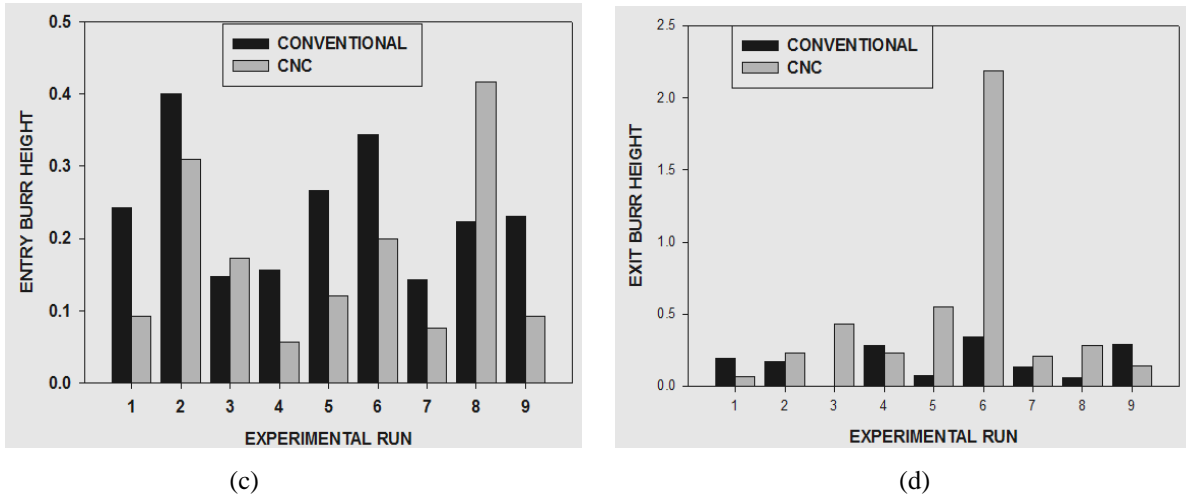 0.5
0.4
0.3
0.2
0.1
0.0
ENTRY BURR HEIGHT
CONVENTIONAL
CNC
1 2 3 4 5 6 7 8 9
EXPERIMENTAL RUN
(c)
2.5
2.0
1.5
1.0
0.5
0.0
EXIT BURR HEIGHT
CONVENTIONAL
CNC
1 2 3 4 5 6 7 8 9
EXPERIMENTAL RUN
(d)